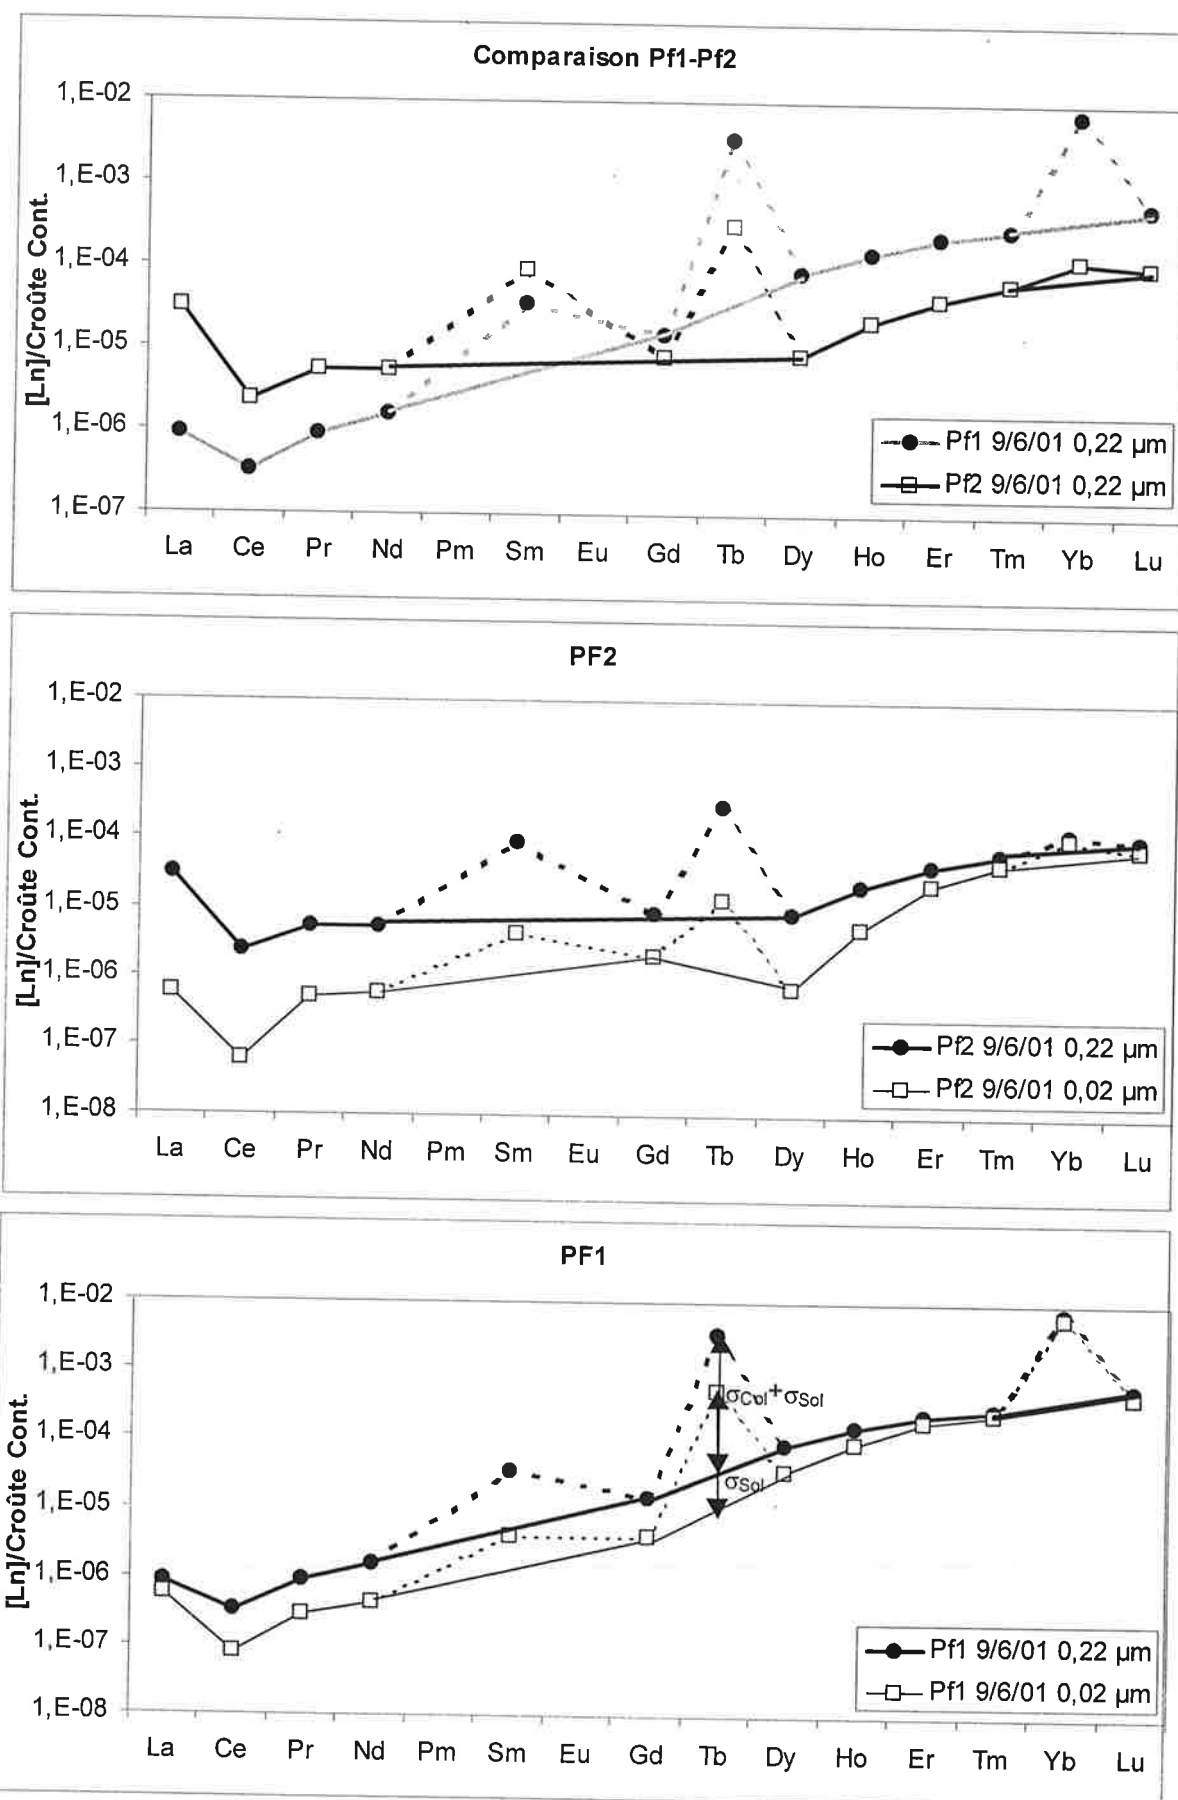 Comparaison Pf1-Pf2
[Ln]/Croûte Cont.
1,E-02
1,E-03
1,E-04
1,E-05
1,E-06
1,E-07
La Ce Pr Nd Pm Sm Eu Gd Tb Dy Ho Er Tm Yb Lu
Pf1 9/6/01 0,22 µm
Pf2 9/6/01 0,22 µm
PF2
[Ln]/Croûte Cont.
1,E-02
1,E-03
1,E-04
1,E-05
1,E-06
1,E-07
1,E-08
La Ce Pr Nd Pm Sm Eu Gd Tb Dy Ho Er Tm Yb Lu
Pf2 9/6/01 0,22 µm
Pf2 9/6/01 0,02 µm
PF1
[Ln]/Croûte Cont.
1,E-02
1,E-03
1,E-04
1,E-05
1,E-06
1,E-07
1,E-08
σCol+σSol
σSol
La Ce Pr Nd Pm Sm Eu Gd Tb Dy Ho Er Tm Yb Lu
Pf1 9/6/01 0,22 µm
Pf1 9/6/01 0,02 µm